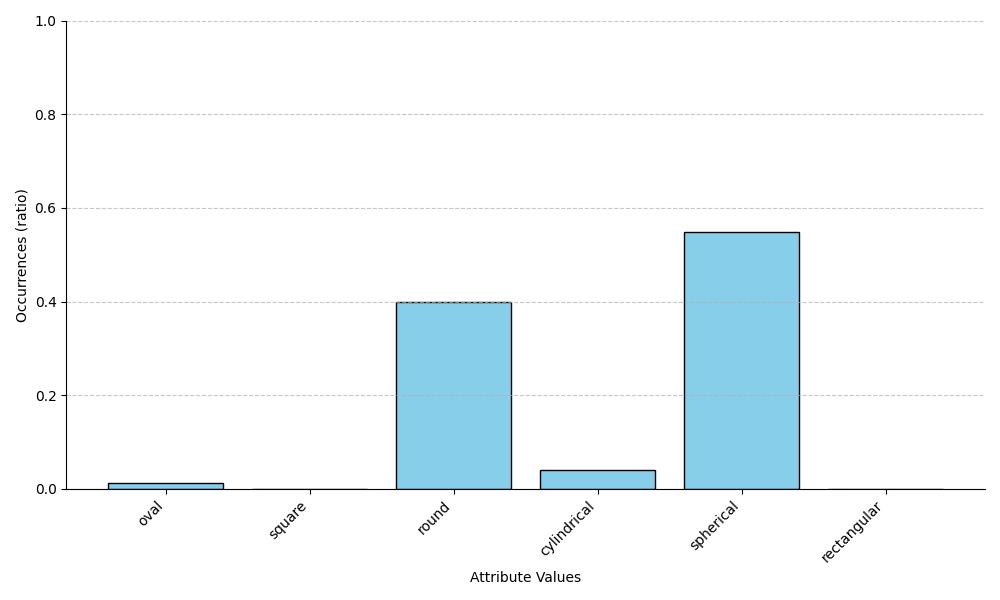 1.0
0.8
0.6
0.4
0.2
0.0
Occurrences (ratio)
oval
square
round
cylindrical
spherical
rectangular
Attribute Values